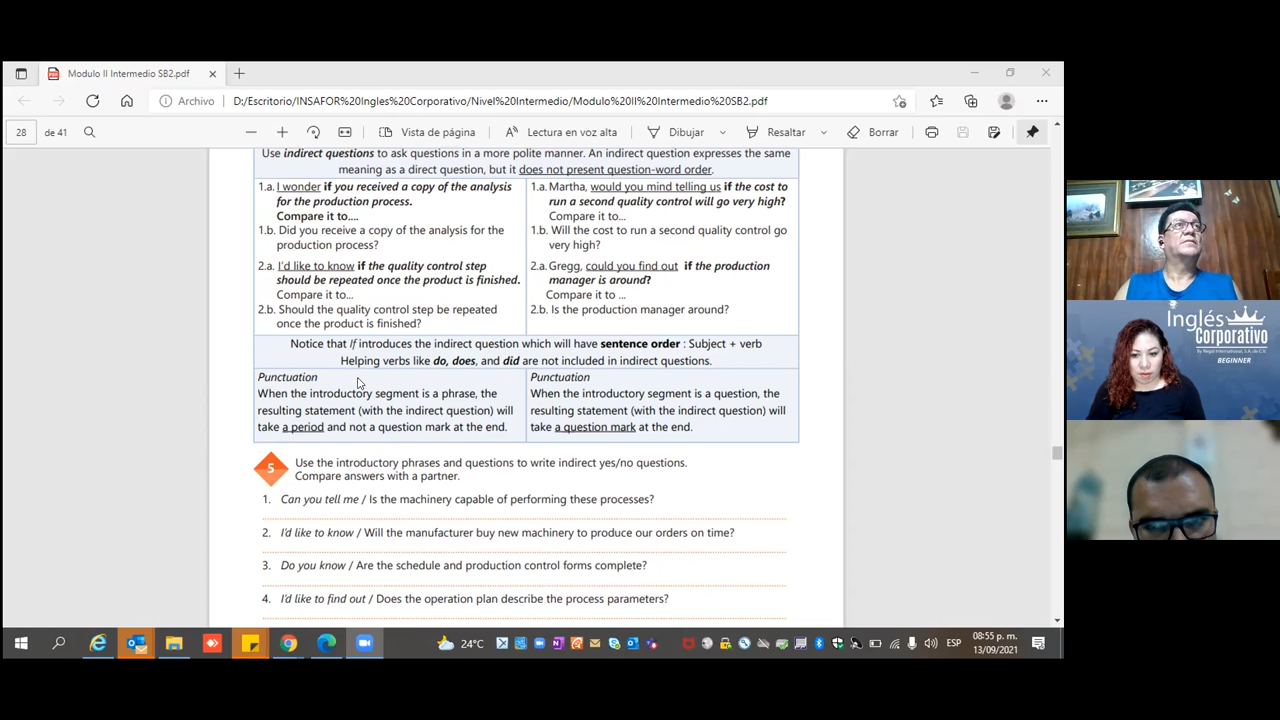 Modulo II Intermedio SB2.pdf
Archivo D:/Escritorio/INSAFOR%20Ingles%20Corporativo/Nivel%20Intermedio/Modulo%20II%20Intermedio%20SB2.pdf
28 de 41 Vista de página Lectura en voz alta Dibujar Resaltar Borrar
Use indirect questions to ask questions in a more polite manner. An indirect question expresses the same
meaning as a direct question, but it does not present question-word order.
1.a. I wonder if you received a copy of the analysis
for the production process.
Compare it to....
1.b. Did you receive a copy of the analysis for the
production process?
2.a. I'd like to know if the quality control step
should be repeated once the product is finished.
Compare it to...
2.b. Should the quality control step be repeated
once the product is finished?
1.a. Martha, would you mind telling us if the cost to
run a second quality control will go very high?
Compare it to...
1.b. Will the cost to run a second quality control go
very high?
2.a. Gregg, could you find out if the production
manager is around?
Compare it to ...
2.b. Is the production manager around?
Notice that If introduces the indirect question which will have sentence order : Subject + verb
Helping verbs like do, does, and did are not included in indirect questions.
Punctuation
When the introductory segment is a phrase, the
resulting statement (with the indirect question) will
take a period and not a question mark at the end.
Punctuation
When the introductory segment is a question, the
resulting statement (with the indirect question) will
take a question mark at the end.
5 Use the introductory phrases and questions to write indirect yes/no questions.
Compare answers with a partner.
1. Can you tell me / Is the machinery capable of performing these processes?
2. I'd like to know / Will the manufacturer buy new machinery to produce our orders on time?
3. Do you know / Are the schedule and production control forms complete?
4. I'd like to find out / Does the operation plan describe the process parameters?
24°C ESP 08:55 p. m.
13/09/2021
Inglés
Corporativo
By Regal International, S.A. de C.V.
BEGINNER